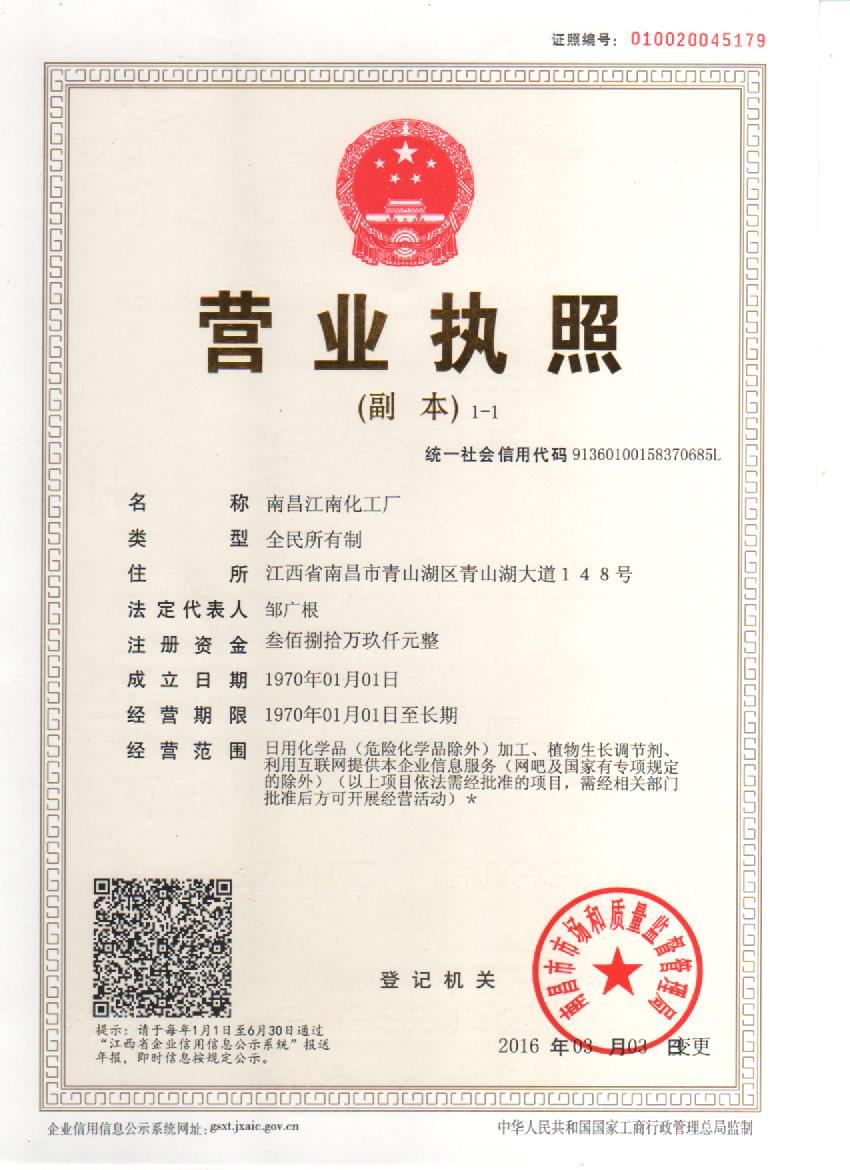 证照编号：010020045179
营业执照
(副 本) 1-1
统一社会信用代码 91360100158370685L
名 称 南昌江南化工厂
类 型 全民所有制
住 所 江西省南昌市青山湖区青山湖大道１４８号
法定代表人 邹广根
注册资金 叁佰捌拾万玖仟元整
成立日期 1970年01月01日
经营期限 1970年01月01日至长期
经营范围 日用化学品（危险化学品除外）加工、植物生长调节剂、
利用互联网提供本企业信息服务（网吧及国家有专项规定
的除外）（以上项目依法需经批准的项目，需经相关部门
批准后方可开展经营活动）*
南昌市市场和质量监督管理局
登记机关
2016 年03 月03 日变更
提示：请于每年1月1日至6月30日通过
“江西省企业信用信息公示系统”报送
年报，即时信息按规定公示。
企业信用信息公示系统网址：gsxt.jxaic.gov.cn
中华人民共和国国家工商行政管理总局监制